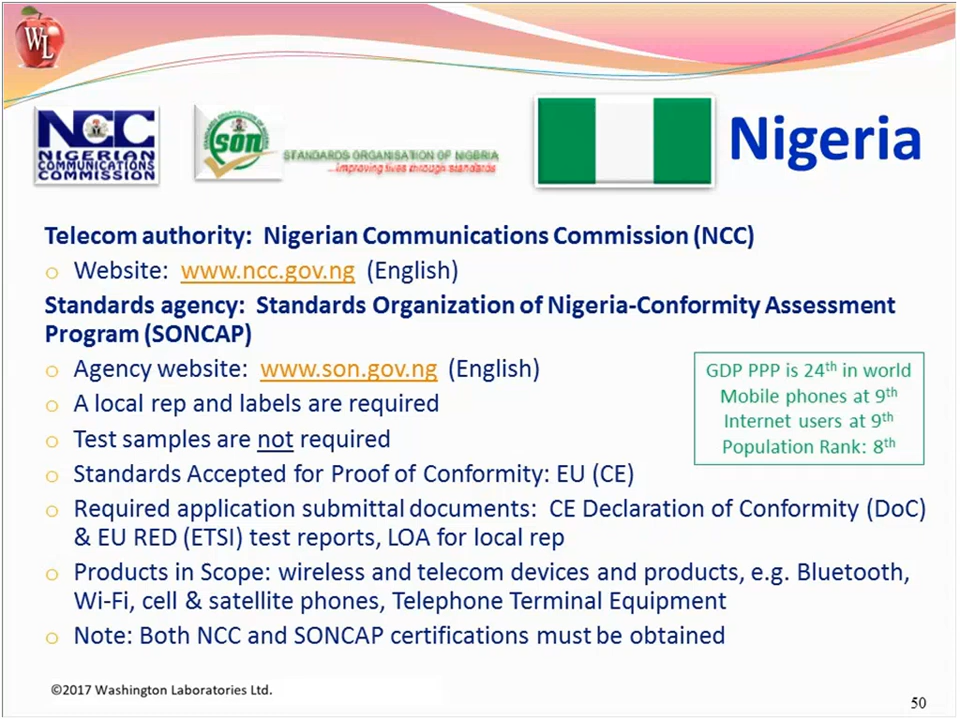 WL
NCC
NIGERIAN
COMMUNICATIONS
COMMISSION
STANDARDS ORGANISATION OF NIGERIA
SON
STANDARDS ORGANISATION OF NIGERIA
...Improving lives through standards
Nigeria
Telecom authority:  Nigerian Communications Commission (NCC)
o Website:  www.ncc.gov.ng  (English)
Standards agency:  Standards Organization of Nigeria-Conformity Assessment
Program (SONCAP)
o Agency website:  www.son.gov.ng  (English)
o A local rep and labels are required
o Test samples are not required
o Standards Accepted for Proof of Conformity: EU (CE)
o Required application submittal documents:  CE Declaration of Conformity (DoC)
& EU RED (ETSI) test reports, LOA for local rep
o Products in Scope: wireless and telecom devices and products, e.g. Bluetooth,
Wi-Fi, cell & satellite phones, Telephone Terminal Equipment
o Note: Both NCC and SONCAP certifications must be obtained
GDP PPP is 24th in world
Mobile phones at 9th
Internet users at 9th
Population Rank: 8th
©2017 Washington Laboratories Ltd.
50